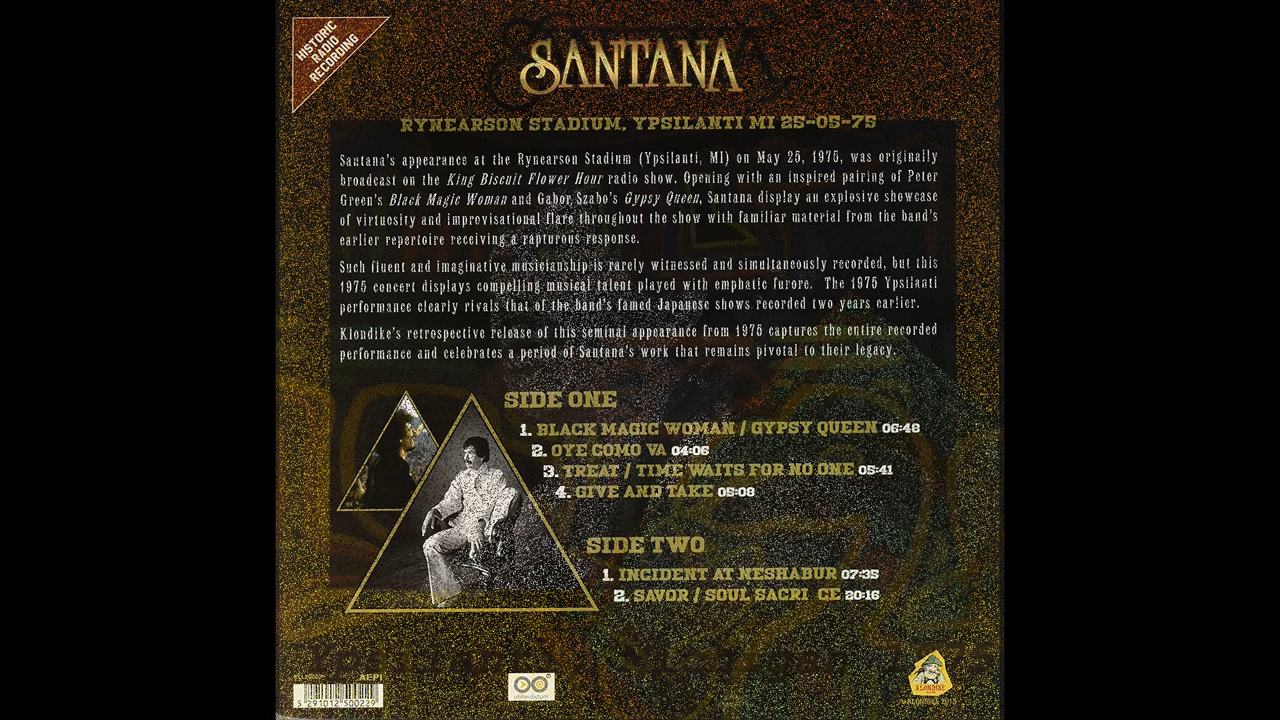 HISTORIC
RADIO
RECORDING
SANTANA
RYNEARSON STADIUM, YPSILANTI MI 25-05-75
Santana's appearance at the Rynearson Stadium (Ypsilanti, MI) on May 25, 1975, was originally
broadcast on the King Biscuit Flower Hour radio show. Opening with an inspired pairing of Peter
Green's Black Magic Woman and Gabor Szabo's Gypsy Queen, Santana display an explosive showcase
of virtuosity and improvisational flare throughout the show with familiar material from the band's
earlier repertoire receiving a rapturous response.
Such fluent and imaginative musicianship is rarely witnessed and simultaneously recorded, but this
1975 concert displays compelling musical talent played with emphatic furore. The 1975 Ypsilanti
performance clearly rivals that of the band's famed Japanese shows recorded two years earlier.
Klondike's retrospective release of this seminal appearance from 1975 captures the entire recorded
performance and celebrates a period of Santana's work that remains pivotal to their legacy.
SIDE ONE
1. BLACK MAGIC WOMAN / GYPSY QUEEN 06:48
2. OYE COMO VA 04:06
3. TREAT / TIME WAITS FOR NO ONE 05:41
4. GIVE AND TAKE 05:08
SIDE TWO
1. INCIDENT AT NESHABUR 07:35
2. SAVOR / SOUL SACRI CE 20:16
AEPI
5 291012 500229
obiterdictum
KLONDIKE